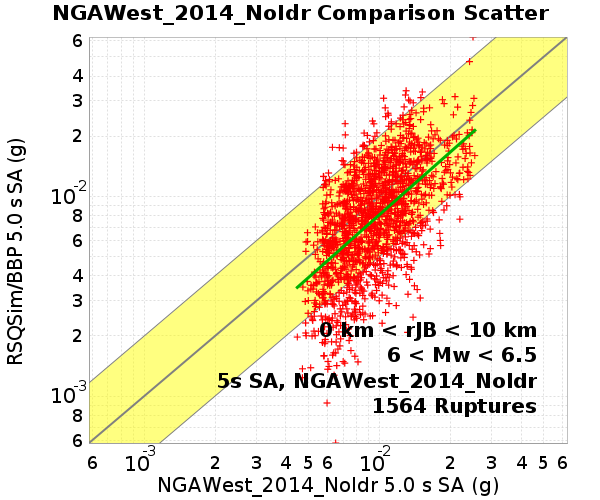 NGAWest_2014_NoIdr Comparison Scatter
RSQSim/BBP 5.0 s SA (g)
6
4
3
2
10⁻²
8
6
4
3
2
10⁻³
8
6
0 km < rJB < 10 km
6 < Mw < 6.5
5s SA, NGAWest_2014_NoIdr
1564 Ruptures
6 10⁻³ 2 3 4 5 6 10⁻² 2 3 4 5 6
NGAWest_2014_NoIdr 5.0 s SA (g)